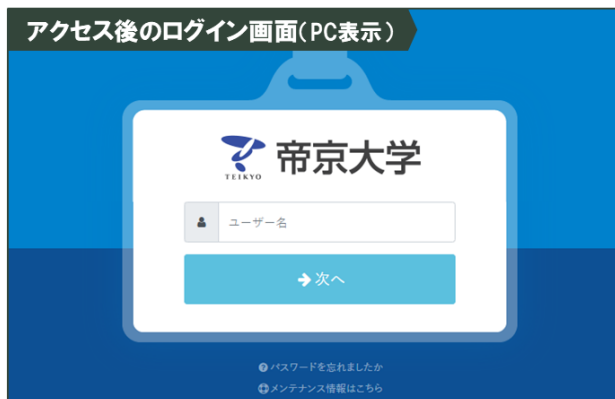 アクセス後のログイン画面(PC表示)
TEIKYO
帝京大学
ユーザー名
次へ
パスワードを忘れましたか
メンテナンス情報はこちら